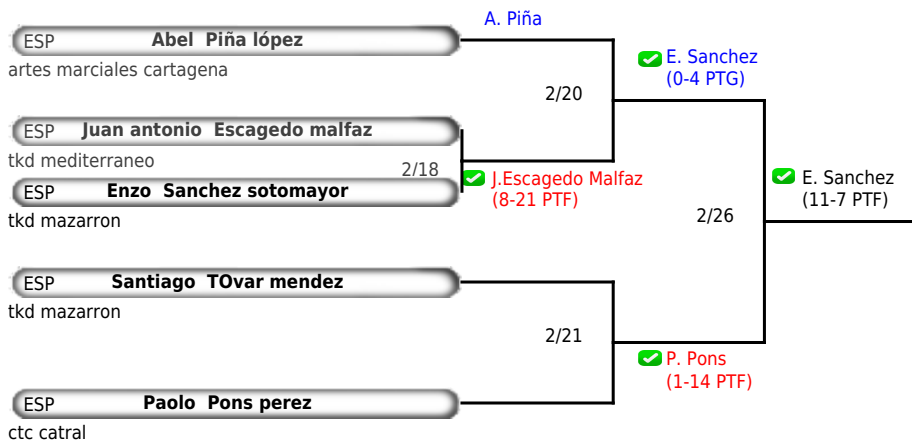 A. Piña
ESP Abel Piña lópez
artes marciales cartagena
E. Sanchez
(0-4 PTG)
2/20
ESP Juan antonio Escagedo malfaz
tkd mediterraneo
2/18
J.Escagedo Malfaz
(8-21 PTF)
ESP Enzo Sanchez sotomayor
tkd mazarron
E. Sanchez
(11-7 PTF)
2/26
ESP Santiago TOvar mendez
tkd mazarron
2/21
P. Pons
(1-14 PTF)
ESP Paolo Pons perez
ctc catral